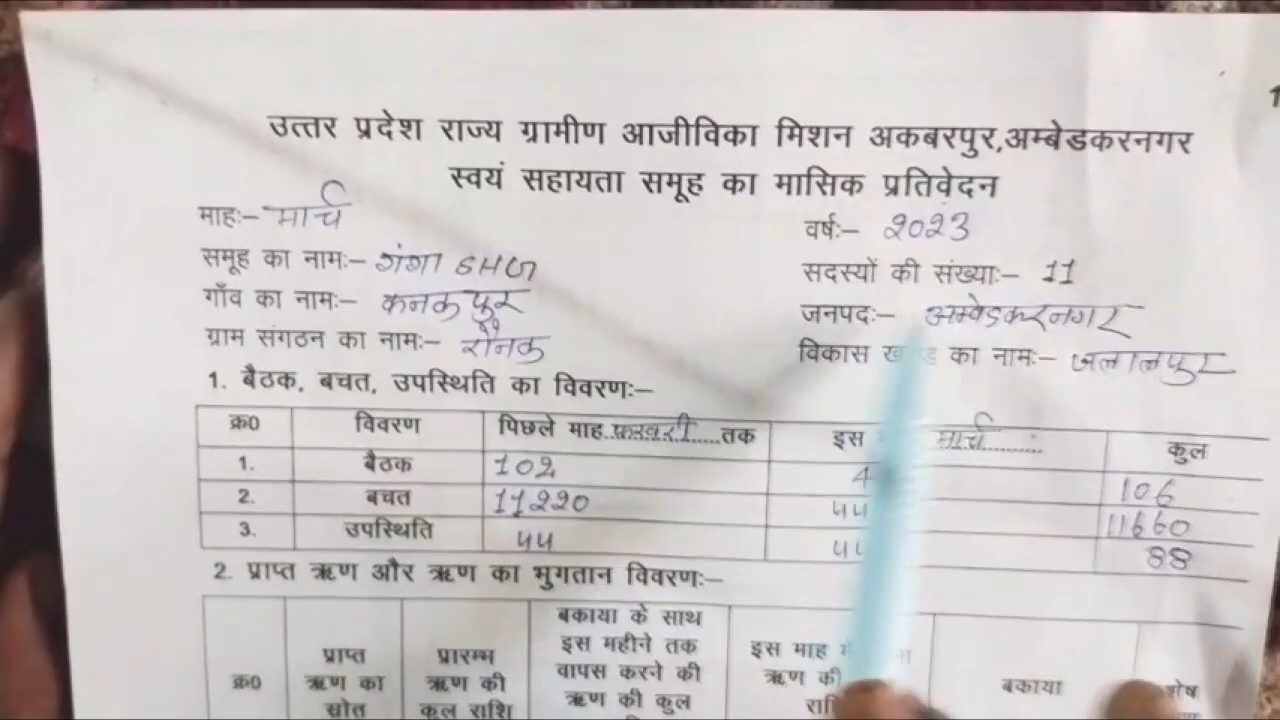 उत्तर प्रदेश राज्य ग्रामीण आजीविका मिशन अकबरपुर,अम्बेडकरनगर
स्वयं सहायता समूह का मासिक प्रतिवेदन
माहः- मार्च वर्षः- 2023
समूह का नामः- गंगा SHG सदस्यों की संख्याः- 11
गाँव का नामः- कनकपुर जनपदः- अम्बेडकरनगर
ग्राम संगठन का नामः- रौनक विकास का नामः- जलालपुर
1. बैठक, बचत, उपस्थिति का विवरणः-
क्र0 विवरण पिछले माह..फरवरी.....तक इस मार्च.......... कुल
1. बैठक 102 4 106
2. बचत 11220 11660
3. उपस्थिति 44 88
2. प्राप्त ऋण और ऋण का भुगतान विवरणः-
क्र0 प्राप्त ऋण का स्रोत प्रारम्भ ऋण की कुल राशि बकाया के साथ इस महीने तक वापस करने की ऋण की कुल इस माह ऋण की बकाया